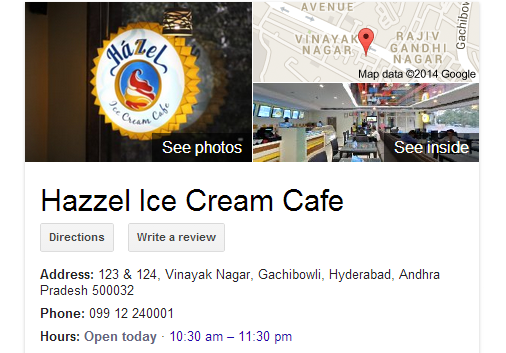 Házel
Ice Cream Cafe
See photos
AVENUE
VINAYAK
NAGAR
RAJIV
GANDHI
NAGAR
Gachibowl
Map data ©2014 Google
See inside
Hazzel Ice Cream Cafe
Directions
Write a review
Address: 123 & 124, Vinayak Nagar, Gachibowli, Hyderabad, Andhra
Pradesh 500032
Phone: 099 12 240001
Hours: Open today · 10:30 am – 11:30 pm